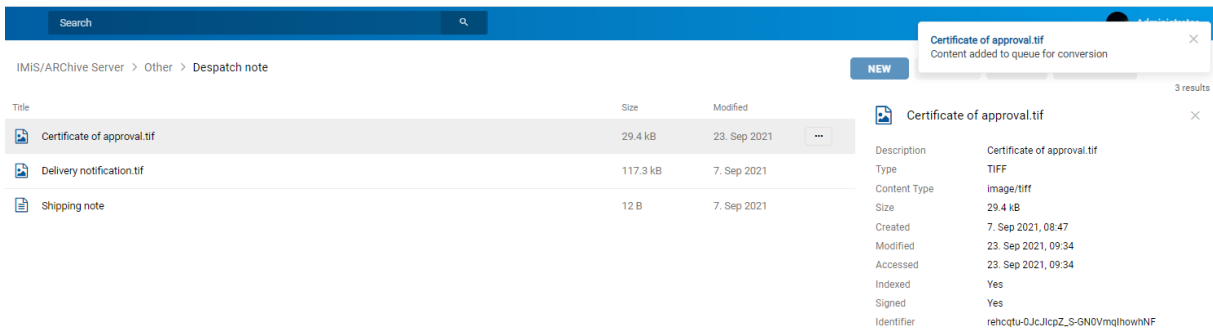 Search
Certificate of approval.tif
Content added to queue for conversion
IMiS/ARChive Server > Other > Despatch note
NEW
3 results
Title Size Modified
Certificate of approval.tif 29.4 kB 23. Sep 2021 ...
Delivery notification.tif 117.3 kB 7. Sep 2021
Shipping note 12 B 7. Sep 2021
Certificate of approval.tif
Description Certificate of approval.tif
Type TIFF
Content Type image/tiff
Size 29.4 kB
Created 7. Sep 2021, 08:47
Modified 23. Sep 2021, 09:34
Accessed 23. Sep 2021, 09:34
Indexed Yes
Signed Yes
Identifier